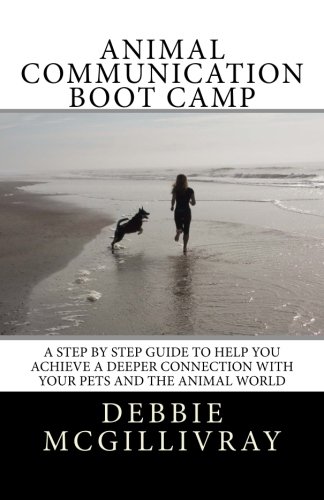 ANIMAL
COMMUNICATION
BOOT CAMP
A STEP BY STEP GUIDE TO HELP YOU
ACHIEVE A DEEPER CONNECTION WITH
YOUR PETS AND THE ANIMAL WORLD
DEBBIE
MCGILLIVRAY